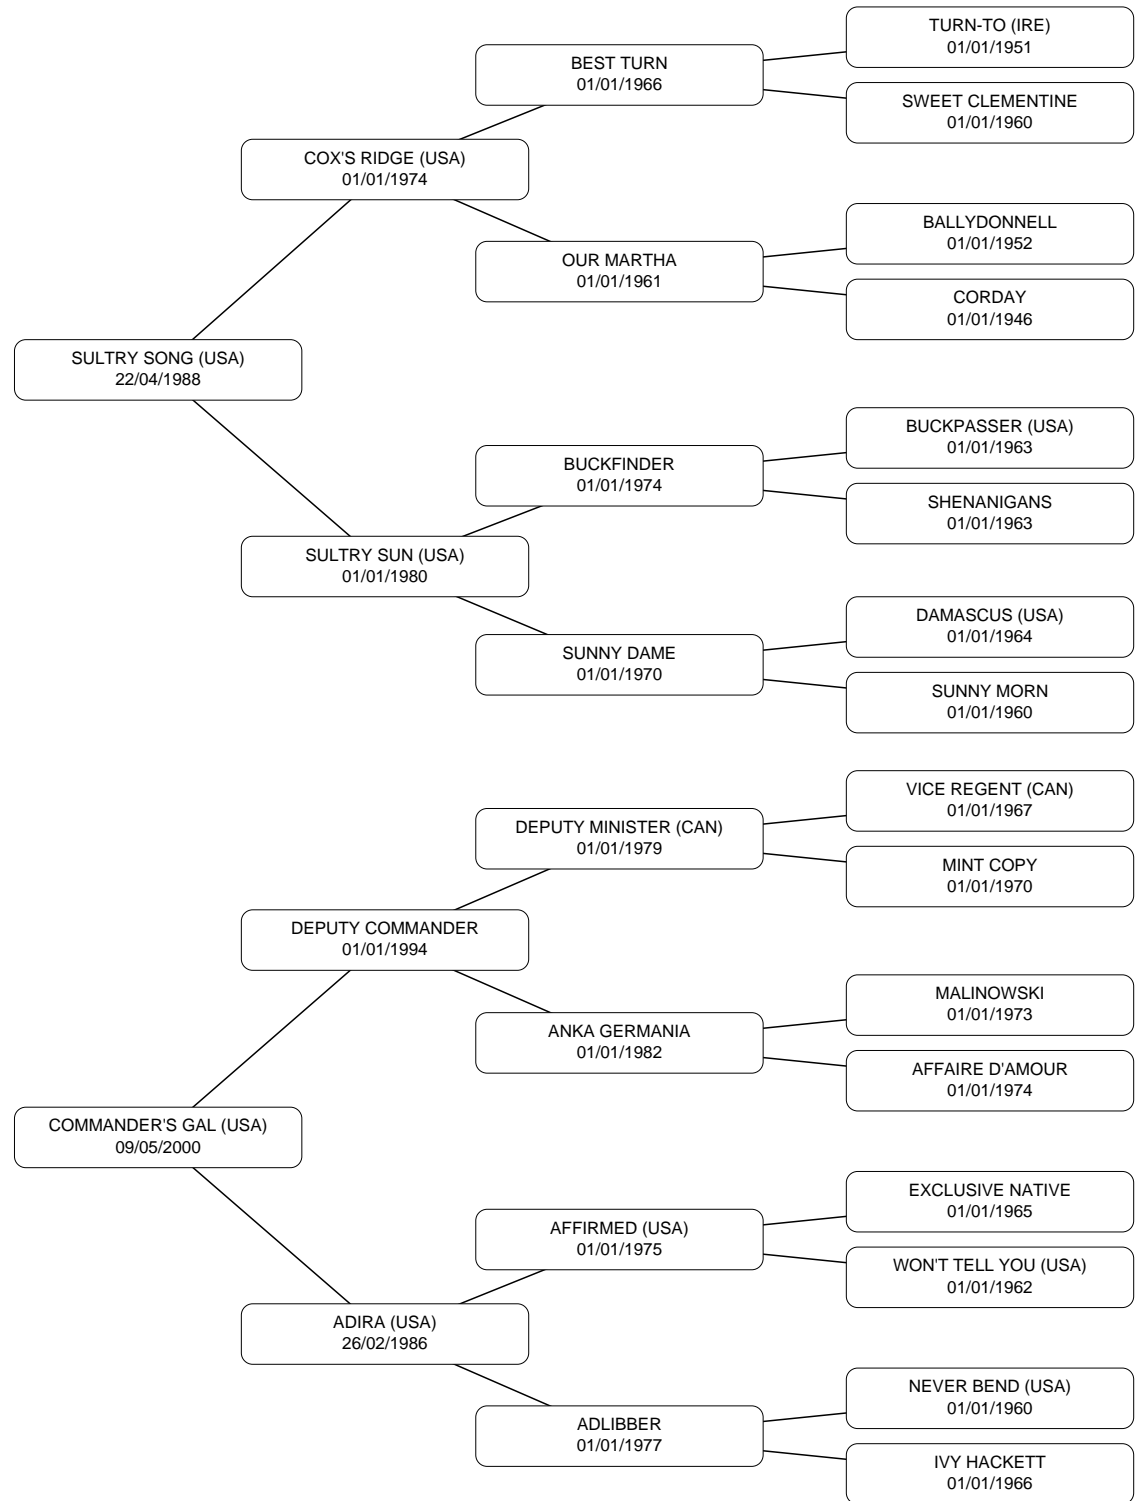 TURN-TO (IRE)
01/01/1951
BEST TURN
01/01/1966
SWEET CLEMENTINE
01/01/1960
COX'S RIDGE (USA)
01/01/1974
BALLYDONNELL
01/01/1952
OUR MARTHA
01/01/1961
CORDAY
01/01/1946
SULTRY SONG (USA)
22/04/1988
BUCKPASSER (USA)
01/01/1963
BUCKFINDER
01/01/1974
SHENANIGANS
01/01/1963
SULTRY SUN (USA)
01/01/1980
DAMASCUS (USA)
01/01/1964
SUNNY DAME
01/01/1970
SUNNY MORN
01/01/1960
VICE REGENT (CAN)
01/01/1967
DEPUTY MINISTER (CAN)
01/01/1979
MINT COPY
01/01/1970
DEPUTY COMMANDER
01/01/1994
MALINOWSKI
01/01/1973
ANKA GERMANIA
01/01/1982
AFFAIRE D'AMOUR
01/01/1974
COMMANDER'S GAL (USA)
09/05/2000
EXCLUSIVE NATIVE
01/01/1965
AFFIRMED (USA)
01/01/1975
WON'T TELL YOU (USA)
01/01/1962
ADIRA (USA)
26/02/1986
NEVER BEND (USA)
01/01/1960
ADLIBBER
01/01/1977
IVY HACKETT
01/01/1966